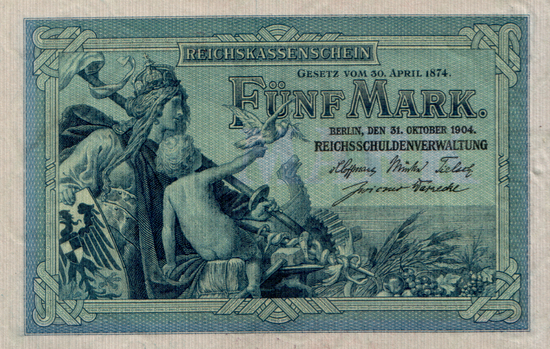 REICHSKASSENSCHEIN
GESETZ VOM 30. APRIL 1874.
FÜNF MARK.
BERLIN, DEN 31. OKTOBER 1904.
REICHSSCHULDENVERWALTUNG